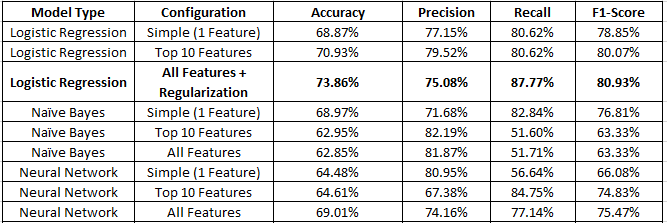 Model Type Configuration Accuracy Precision Recall F1-Score
Logistic Regression Simple (1 Feature) 68.87% 77.15% 80.62% 78.85%
Logistic Regression Top 10 Features 70.93% 79.52% 80.62% 80.07%
Logistic Regression All Features + Regularization 73.86% 75.08% 87.77% 80.93%
Naïve Bayes Simple (1 Feature) 68.97% 71.68% 82.84% 76.81%
Naïve Bayes Top 10 Features 62.95% 82.19% 51.60% 63.33%
Naïve Bayes All Features 62.85% 81.87% 51.71% 63.33%
Neural Network Simple (1 Feature) 64.48% 80.95% 56.64% 66.08%
Neural Network Top 10 Features 64.61% 67.38% 84.75% 74.83%
Neural Network All Features 69.01% 74.16% 77.14% 75.47%